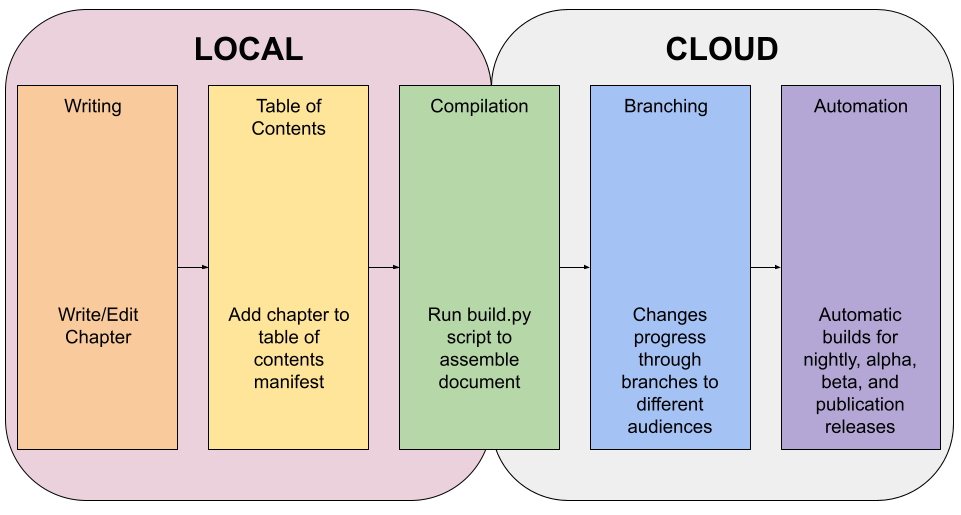 LOCAL
CLOUD
Writing
Table of
Contents
Compilation
Branching
Automation
Write/Edit
Chapter
Add chapter to
table of
contents
manifest
Run build.py
script to
assemble
document
Changes
progress
through
branches to
different
audiences
Automatic
builds for
nightly, alpha,
beta, and
publication
releases